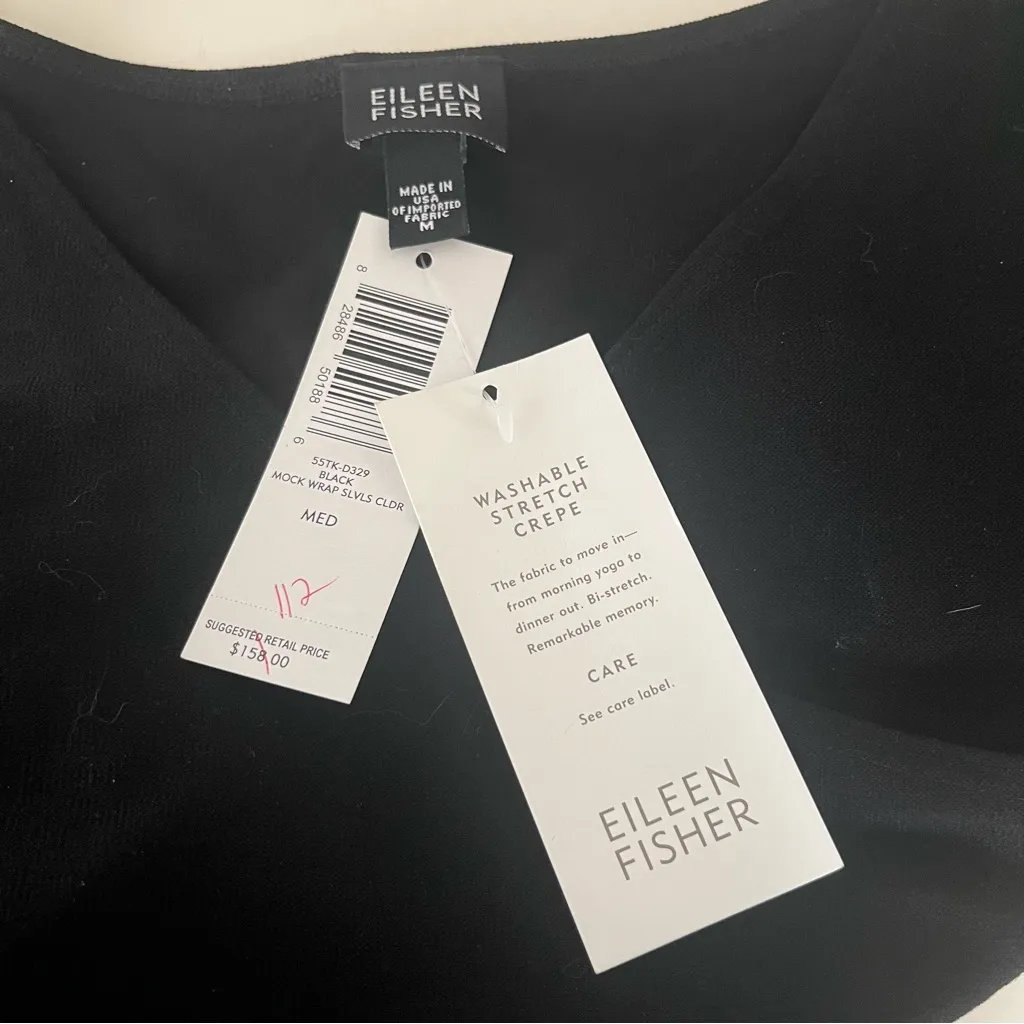 EILEEN
FISHER
MADE IN
USA
OF IMPORTED
FABRIC
M
8 28486 50188 6
55TK-D329
BLACK
MOCK WRAP SLVLS CLDR
MED
112
SUGGESTED RETAIL PRICE
$158.00
WASHABLE
STRETCH
CREPE
The fabric to move in—
from morning yoga to
dinner out. Bi-stretch.
Remarkable memory.
CARE
See care label.
EILEEN
FISHER